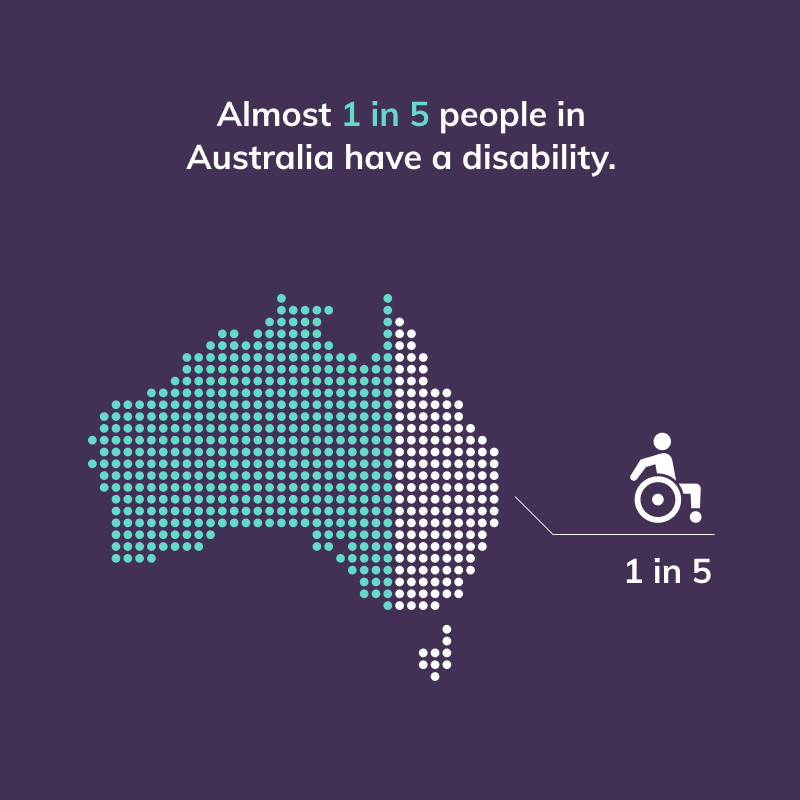 Almost 1 in 5 people in
Australia have a disability.
1 in 5